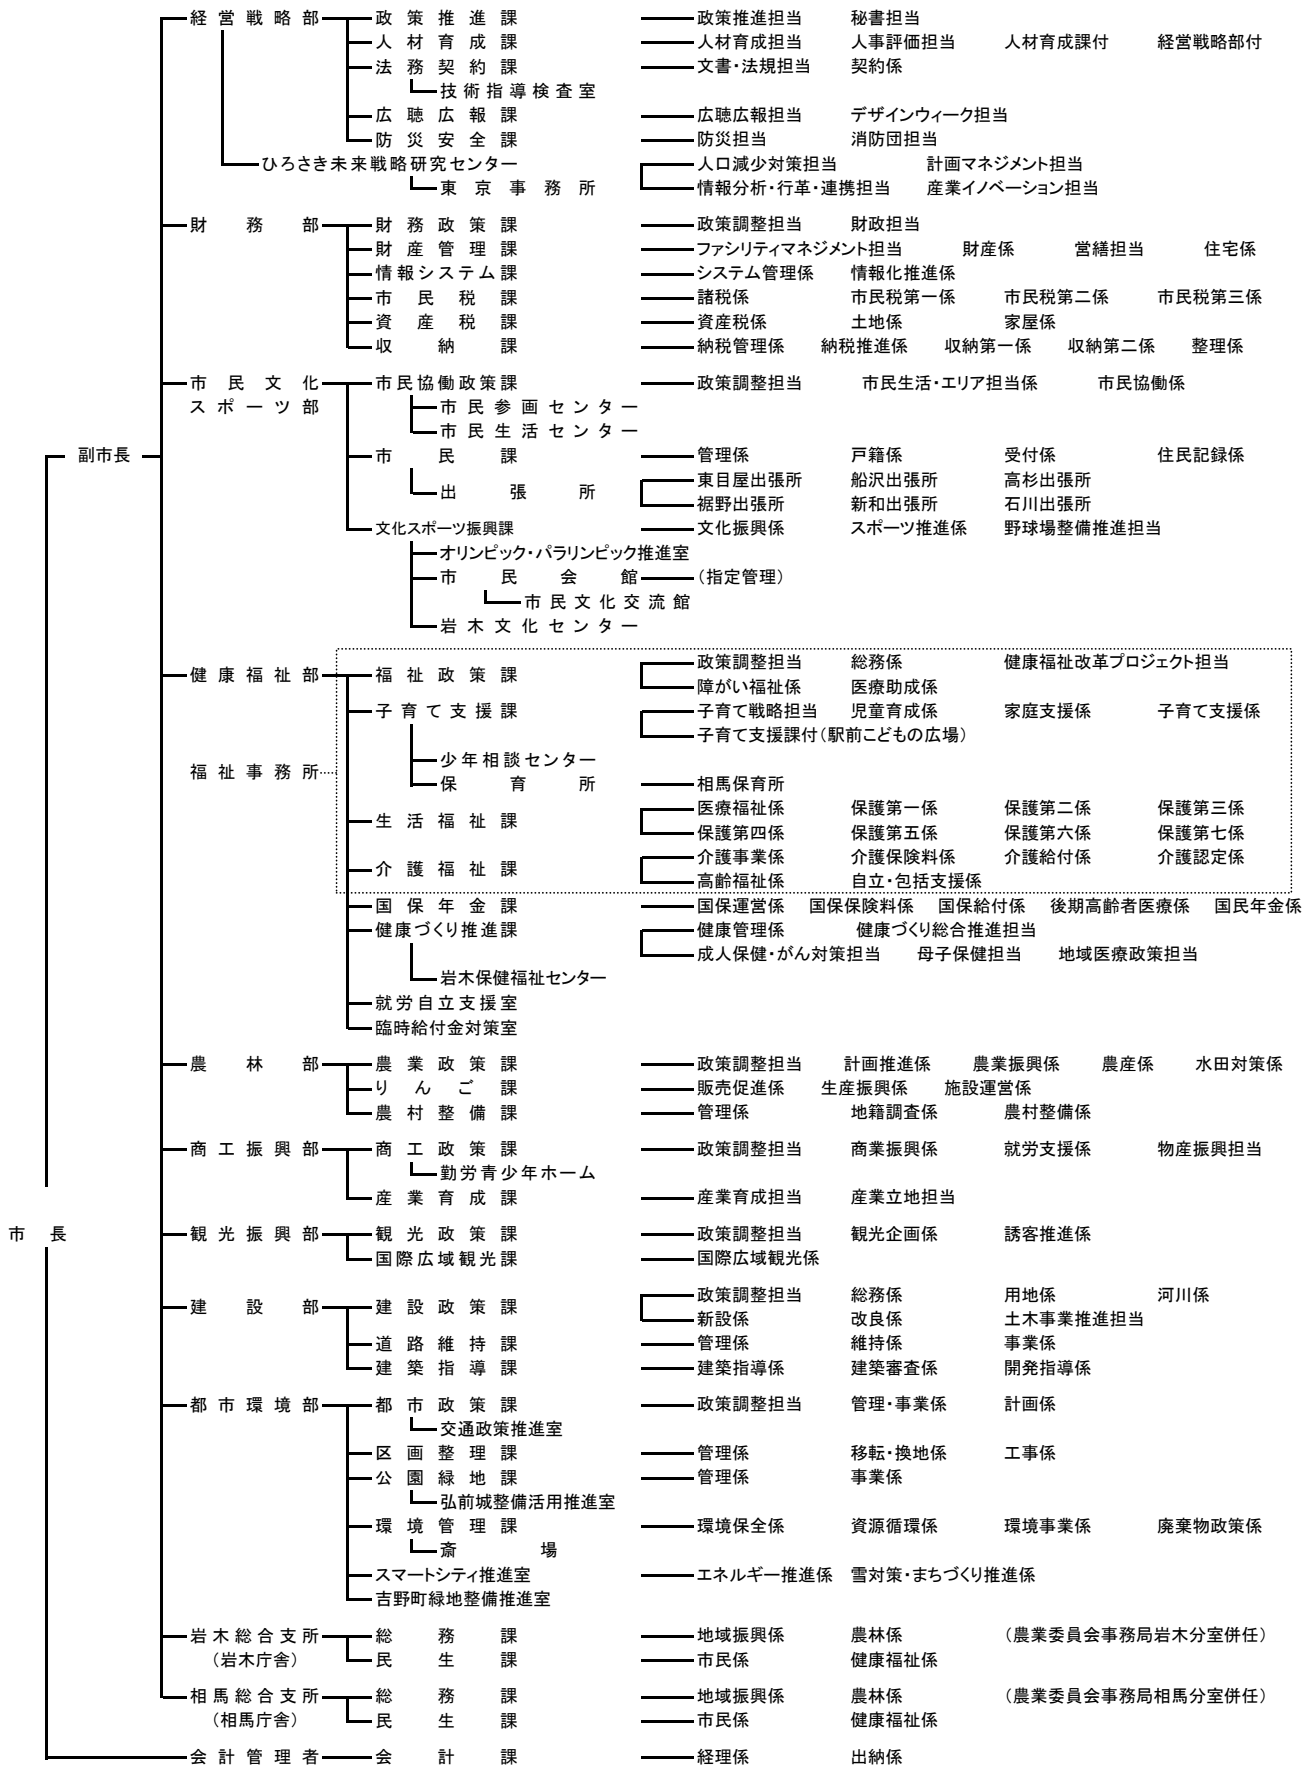 経営戦略部 政策推進課 政策推進担当 秘書担当
人材育成課 人材育成担当 人事評価担当 人材育成課付 経営戦略部付
法務契約課 文書・法規担当 契約係
技術指導検査室
広聴広報課 広聴広報担当 デザインウィーク担当
防災安全課 防災担当 消防団担当
ひろさき未来戦略研究センター 人口減少対策担当 計画マネジメント担当
東京事務所 情報分析・行革・連携担当 産業イノベーション担当
財務部 財務政策課 政策調整担当 財政担当
財産管理課 ファシリティマネジメント担当 財産係 営繕担当 住宅係
情報システム課 システム管理係 情報化推進係
市民税課 諸税係 市民税第一係 市民税第二係 市民税第三係
資産税課 資産税係 土地係 家屋係
収納課 納税管理係 納税推進係 収納第一係 収納第二係 整理係
市民文化 市民協働政策課 政策調整担当 市民生活・エリア担当係 市民協働係
スポーツ部 市民参画センター
市民生活センター
副市長 市民課 管理係 戸籍係 受付係 住民記録係
東目屋出張所 船沢出張所 高杉出張所
出張所
裾野出張所 新和出張所 石川出張所
文化スポーツ振興課 文化振興係 スポーツ推進係 野球場整備推進担当
オリンピック・パラリンピック推進室
市民会館 (指定管理)
市民文化交流館
岩木文化センター
政策調整担当 総務係 健康福祉改革プロジェクト担当
健康福祉部 福祉政策課
障がい福祉係 医療助成係
子育て支援課 子育て戦略担当 児童育成係 家庭支援係 子育て支援係
子育て支援課付(駅前こどもの広場)
少年相談センター
福祉事務所
保育所 相馬保育所
医療福祉係 保護第一係 保護第二係 保護第三係
生活福祉課
保護第四係 保護第五係 保護第六係 保護第七係
介護事業係 介護保険料係 介護給付係 介護認定係
介護福祉課
高齢福祉係 自立・包括支援係
国保年金課 国保運営係 国保保険料係 国保給付係 後期高齢者医療係 国民年金係
健康づくり推進課 健康管理係 健康づくり総合推進担当
成人保健・がん対策担当 母子保健担当 地域医療政策担当
岩木保健福祉センター
就労自立支援室
臨時給付金対策室
農林部 農業政策課 政策調整担当 計画推進係 農業振興係 農産係 水田対策係
りんご課 販売促進係 生産振興係 施設運営係
農村整備課 管理係 地籍調査係 農村整備係
商工振興部 商工政策課 政策調整担当 商業振興係 就労支援係 物産振興担当
勤労青少年ホーム
産業育成課 産業育成担当 産業立地担当
市長 観光振興部 観光政策課 政策調整担当 観光企画係 誘客推進係
国際広域観光課 国際広域観光係
政策調整担当 総務係 用地係 河川係
建設部 建設政策課
新設係 改良係 土木事業推進担当
道路維持課 管理係 維持係 事業係
建築指導課 建築指導係 建築審査係 開発指導係
都市環境部 都市政策課 政策調整担当 管理・事業係 計画係
交通政策推進室
区画整理課 管理係 移転・換地係 工事係
公園緑地課 管理係 事業係
弘前城整備活用推進室
環境管理課 環境保全係 資源循環係 環境事業係 廃棄物政策係
斎場
スマートシティ推進室 エネルギー推進係 雪対策・まちづくり推進係
吉野町緑地整備推進室
岩木総合支所 総務課 地域振興係 農林係 (農業委員会事務局岩木分室併任)
(岩木庁舎) 民生課 市民係 健康福祉係
相馬総合支所 総務課 地域振興係 農林係 (農業委員会事務局相馬分室併任)
(相馬庁舎) 民生課 市民係 健康福祉係
会計管理者 会計課 経理係 出納係